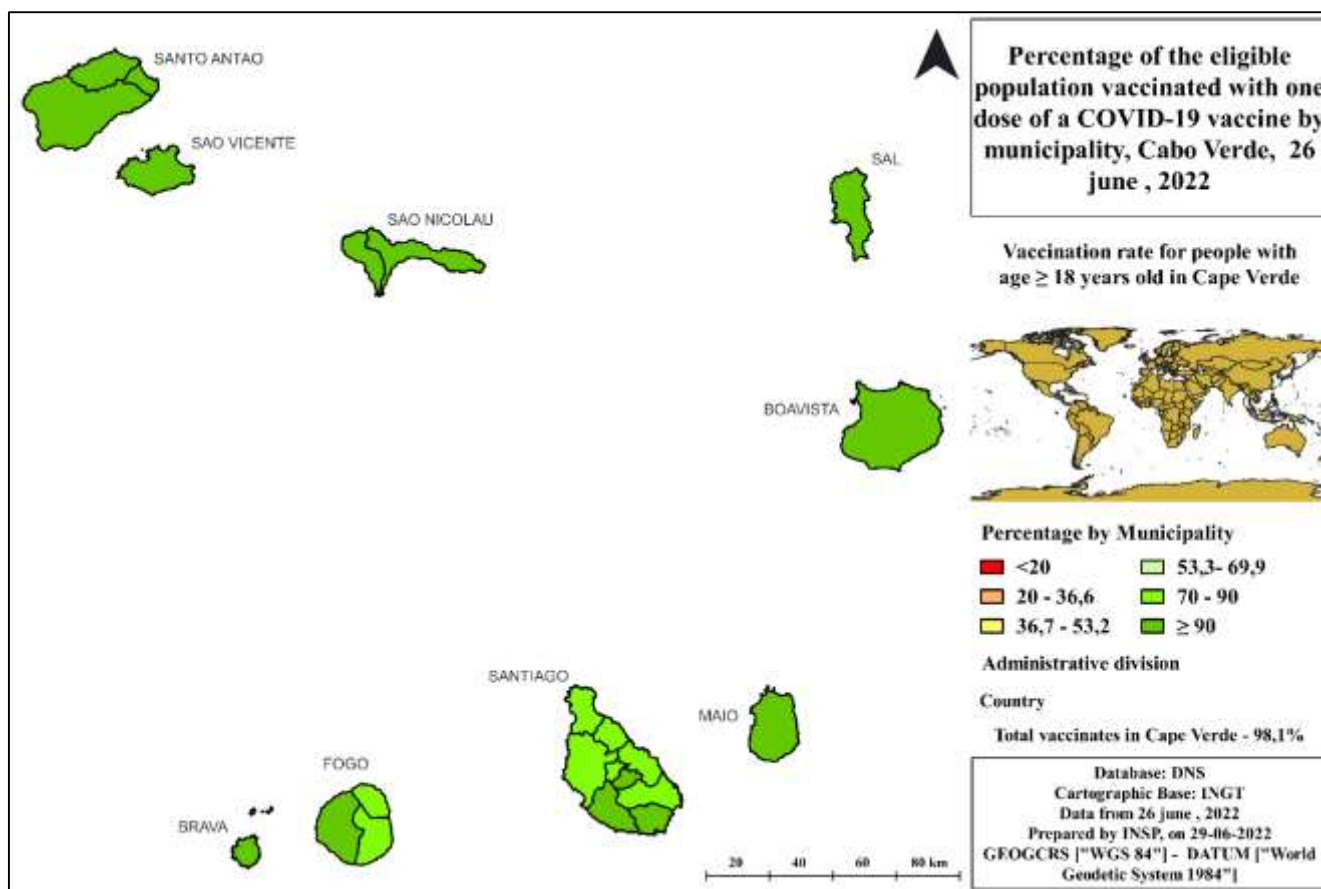 SANTO ANTAO
SAO VICENTE
SAO NICOLAU
SAL
BOAVISTA
SANTIAGO
MAIO
FOGO
BRAVA
20 40 60 80 km
Percentage of the eligible
population vaccinated with one
dose of a COVID-19 vaccine by
municipality, Cabo Verde, 26
june , 2022
Vaccination rate for people with
age ≥ 18 years old in Cape Verde
Percentage by Municipality
<20
20 - 36,6
36,7 - 53,2
53,3- 69,9
70 - 90
≥ 90
Administrative division
Country
Total vaccinates in Cape Verde - 98,1%
Database: DNS
Cartographic Base: INGT
Data from 26 june , 2022
Prepared by INSP, on 29-06-2022
GEOGCRS ["WGS 84"] - DATUM ["World
Geodetic System 1984"]